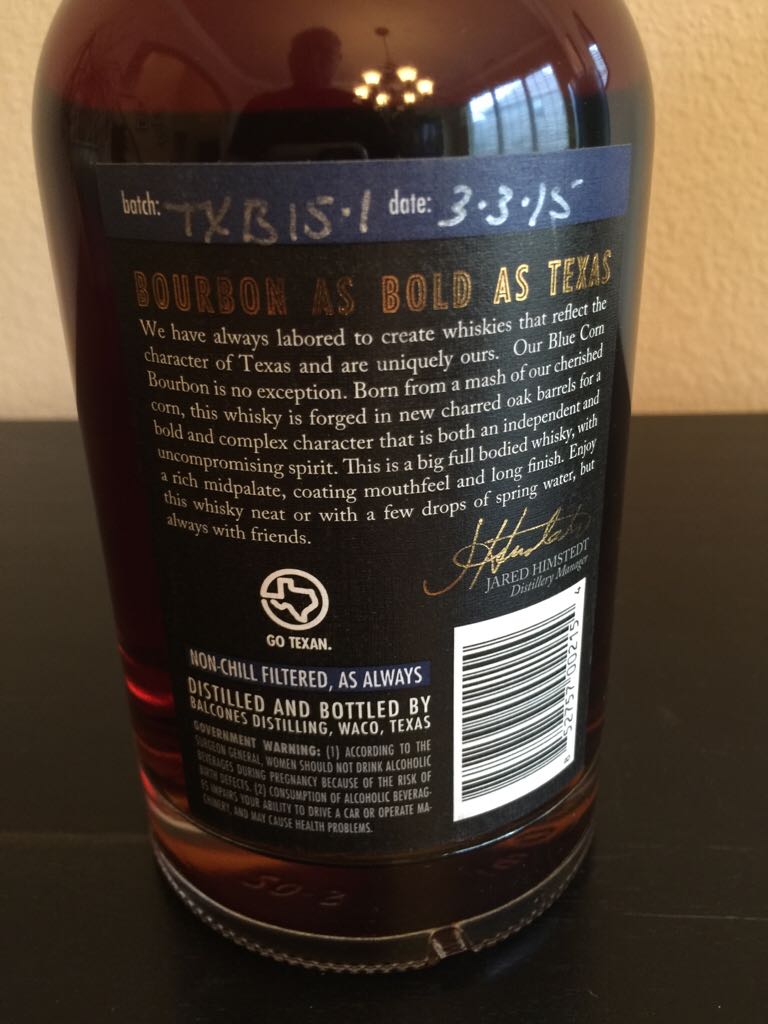 batch: TXB15·1 date: 3·3·15
BOURBON AS BOLD AS TEXAS
We have always labored to create whiskies that reflect the
character of Texas and are uniquely ours. Our Blue Corn
Bourbon is no exception. Born from a mash of our cherished
corn, this whisky is forged in new charred oak barrels for a
bold and complex character that is both an independent and
uncompromising spirit. This is a big full bodied whisky, with
a rich midpalate, coating mouthfeel and long finish. Enjoy
this whisky neat or with a few drops of spring water, but
always with friends.
JARED HIMSTEDT
Distillery Manager
GO TEXAN.
NON-CHILL FILTERED, AS ALWAYS
DISTILLED AND BOTTLED BY
BALCONES DISTILLING, WACO, TEXAS
GOVERNMENT WARNING: (1) ACCORDING TO THE
SURGEON GENERAL, WOMEN SHOULD NOT DRINK ALCOHOLIC
BEVERAGES DURING PREGNANCY BECAUSE OF THE RISK OF
BIRTH DEFECTS. (2) CONSUMPTION OF ALCOHOLIC BEVERAG-
ES IMPAIRS YOUR ABILITY TO DRIVE A CAR OR OPERATE MA-
CHINERY, AND MAY CAUSE HEALTH PROBLEMS.
8 52757 00215 4